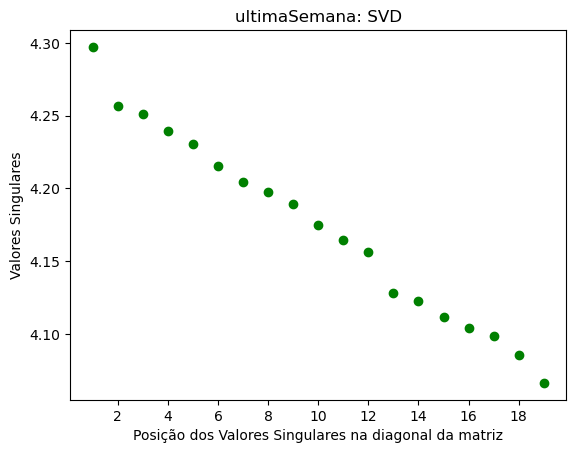 ultimaSemana: SVD
4.30
4.25
4.20
4.15
4.10
Valores Singulares
2 4 6 8 10 12 14 16 18
Posição dos Valores Singulares na diagonal da matriz